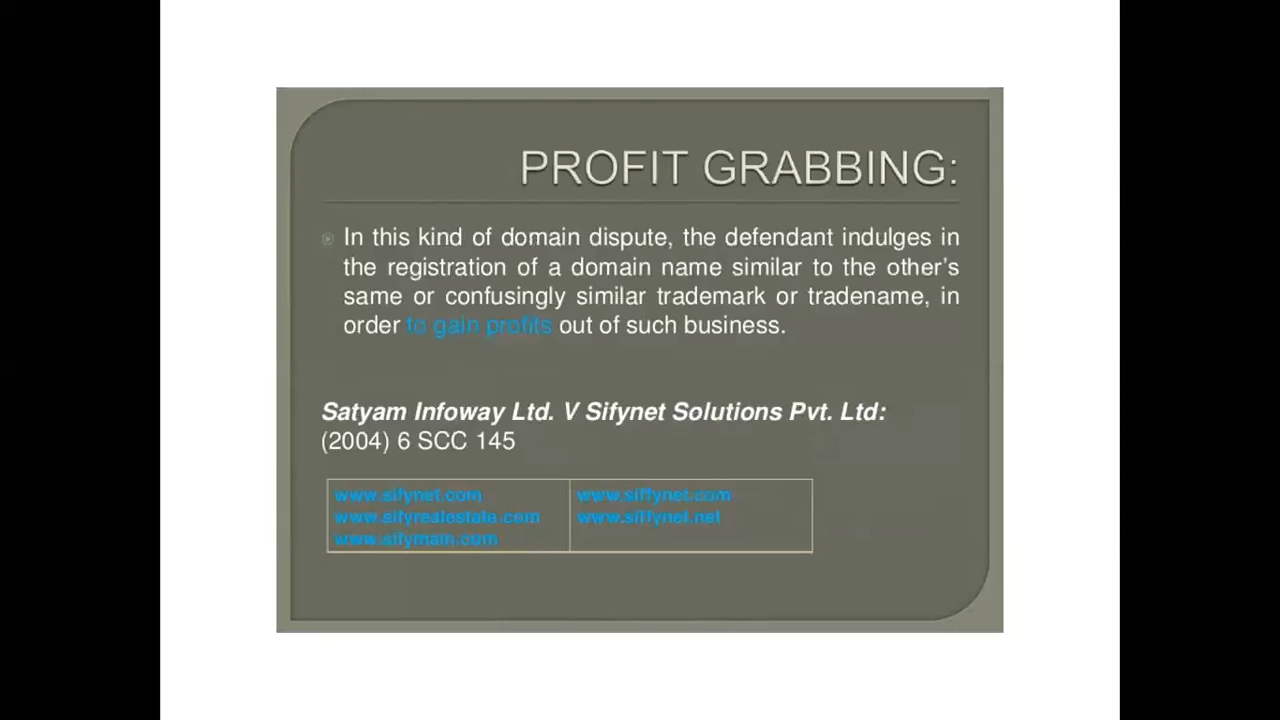 PROFIT GRABBING:
In this kind of domain dispute, the defendant indulges in
the registration of a domain name similar to the other's
same or confusingly similar trademark or tradename, in
order to gain profits out of such business.
Satyam Infoway Ltd. V Sifynet Solutions Pvt. Ltd:
(2004) 6 SCC 145
www.sifynet.com
www.sifyrealestate.com
www.sifymain.com
www.siffynet.com
www.siffynet.net